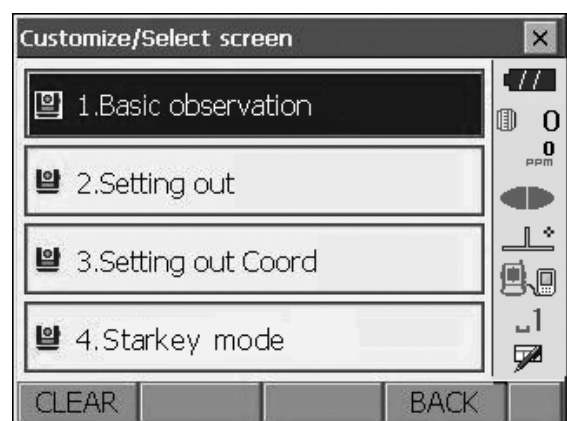 Customize/Select screen
1.Basic observation
2.Setting out
3.Setting out Coord
4.Starkey mode
0
0
PPM
1
CLEAR
BACK